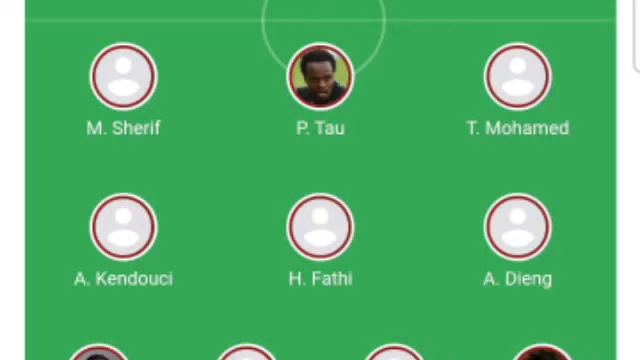 M. Sherif P. Tau T. Mohamed
A. Kendouci H. Fathi A. Dieng